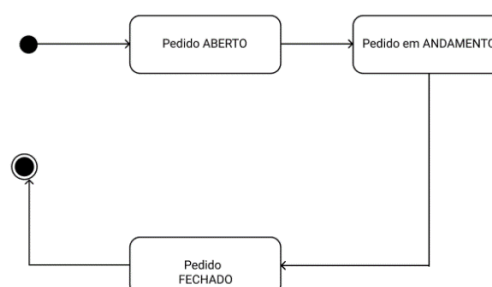 Pedido ABERTO
Pedido em ANDAMENTO
Pedido
FECHADO